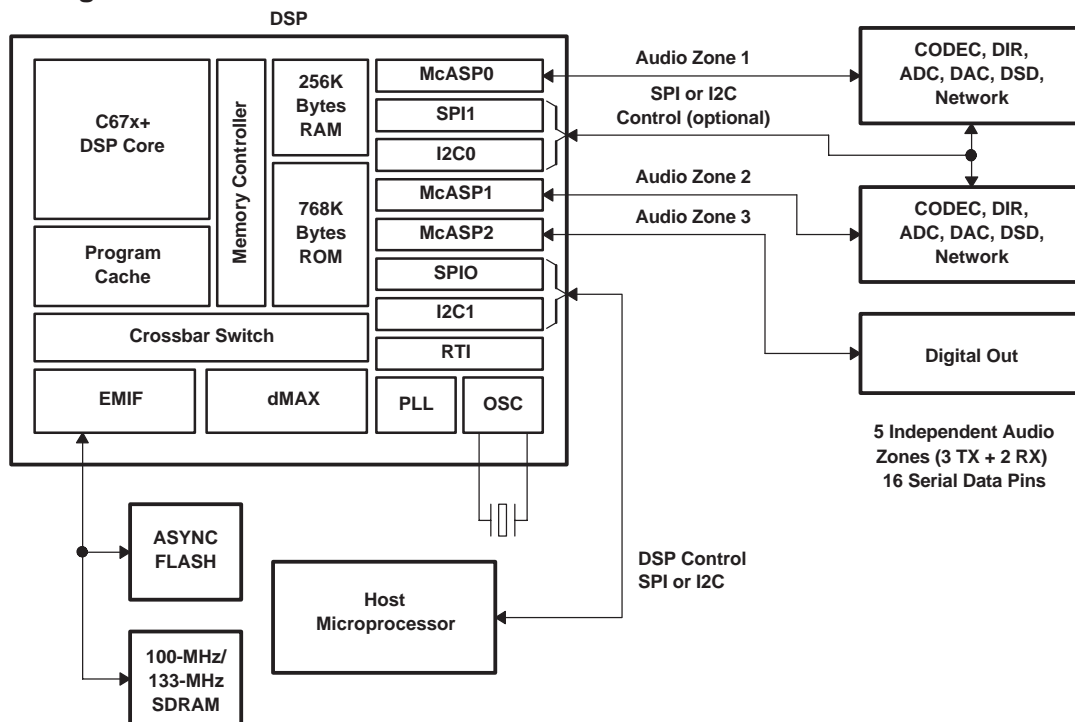 DSP
C67x+
DSP Core
Program
Cache
Memory Controller
256K
Bytes
RAM
768K
Bytes
ROM
McASP0
SPI1
I2C0
McASP1
McASP2
SPIO
I2C1
RTI
Crossbar Switch
EMIF
dMAX
PLL
OSC
Audio Zone 1
SPI or I2C
Control (optional)
Audio Zone 2
Audio Zone 3
CODEC, DIR,
ADC, DAC, DSD,
Network
CODEC, DIR,
ADC, DAC, DSD,
Network
Digital Out
5 Independent Audio
Zones (3 TX + 2 RX)
16 Serial Data Pins
ASYNC
FLASH
100-MHz/
133-MHz
SDRAM
Host
Microprocessor
DSP Control
SPI or I2C